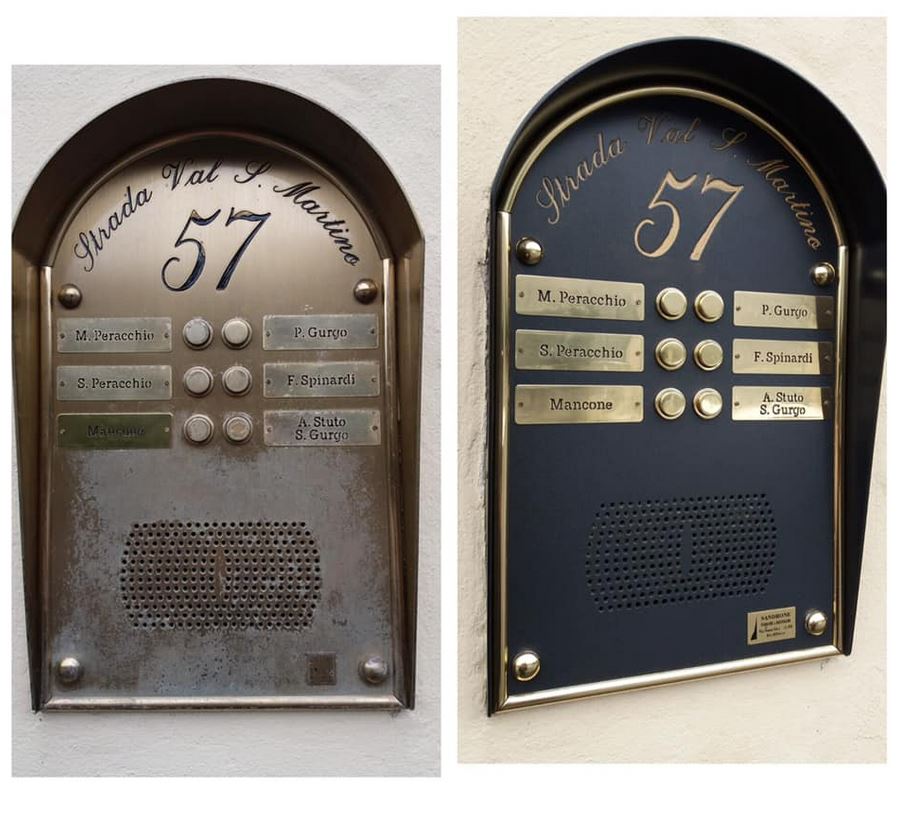 Strada Val S. Martino
57
M. Peracchio
P. Gurgo
S. Peracchio
F. Spinardi
Mancono
A. Stuto
S. Gurgo
Strada Val S. Martino
57
M. Peracchio
P. Gurgo
S. Peracchio
F. Spinardi
Mancone
A. Stuto
S. Gurgo
SANDRONE